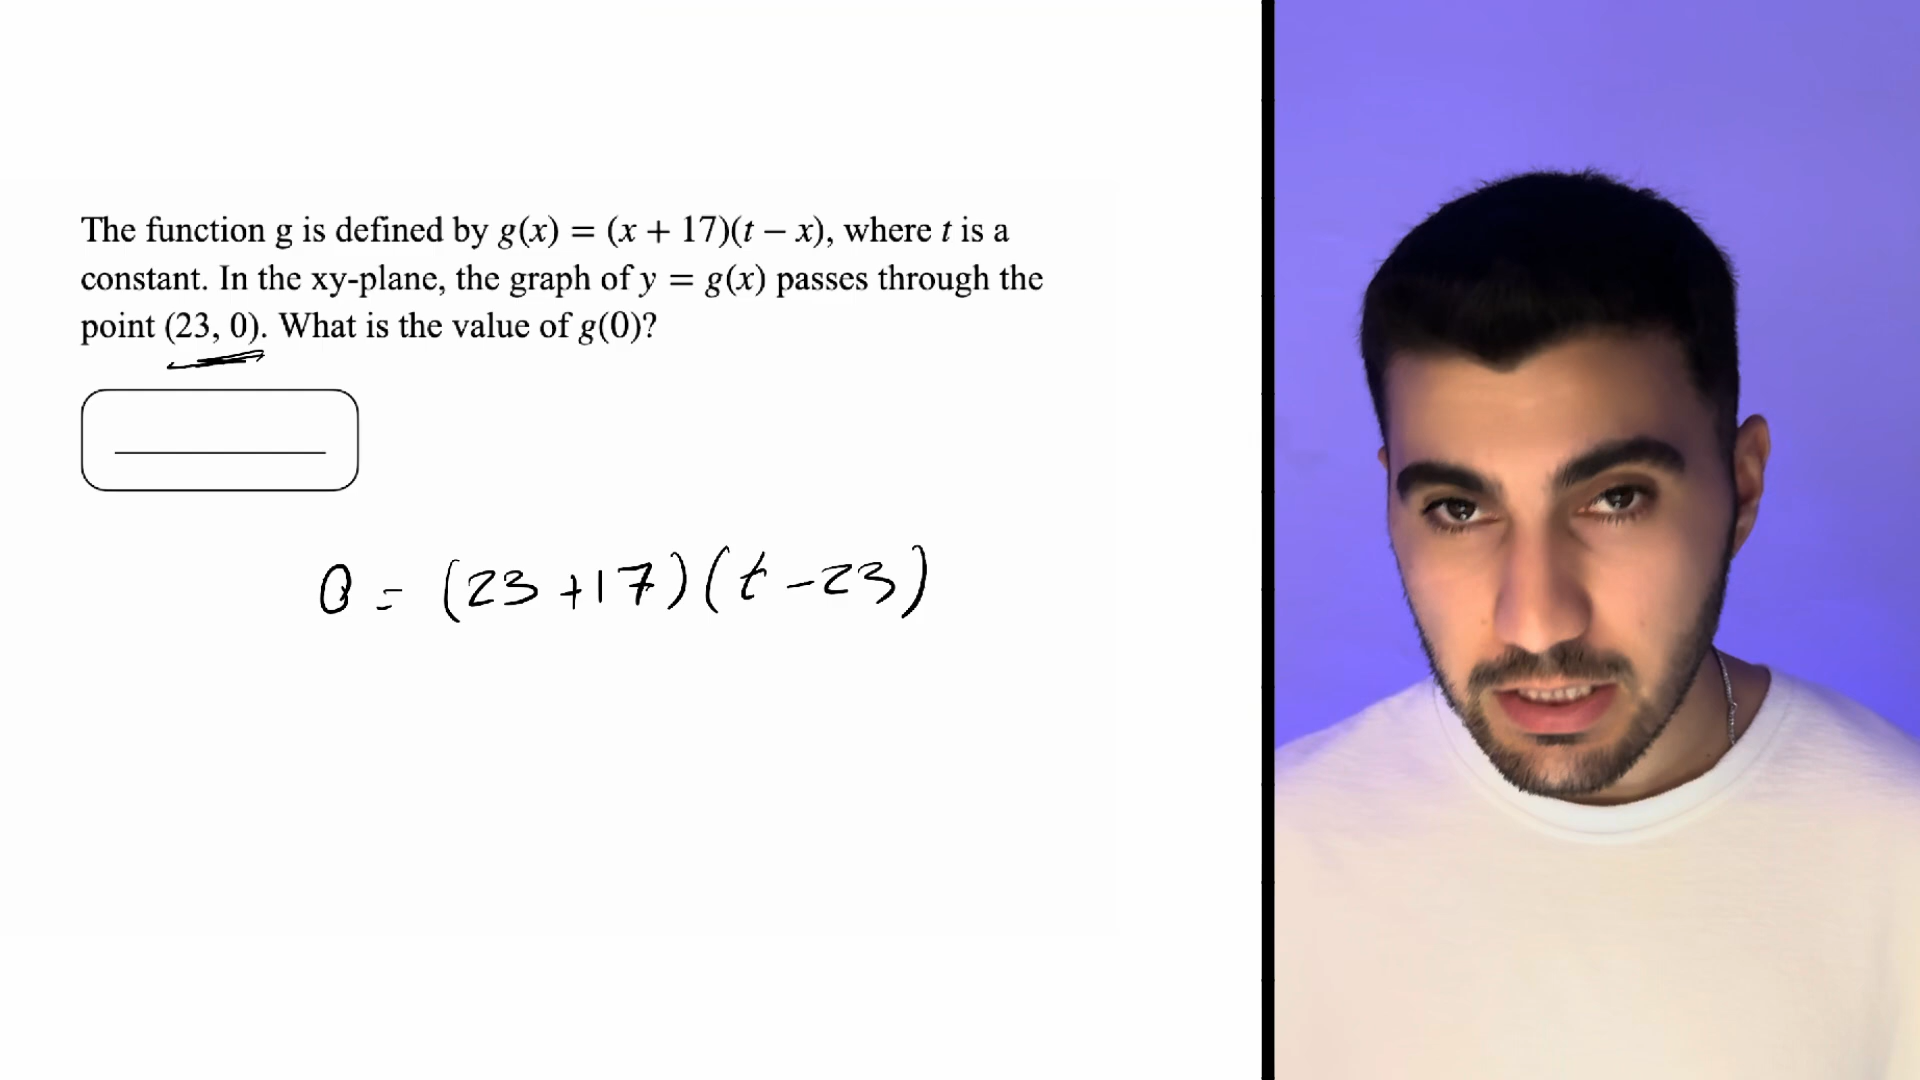 The function g is defined by g(x) = (x + 17)(t − x), where t is a
constant. In the xy-plane, the graph of y = g(x) passes through the
point (23, 0). What is the value of g(0)?
0 = (23 +17)(t −23)